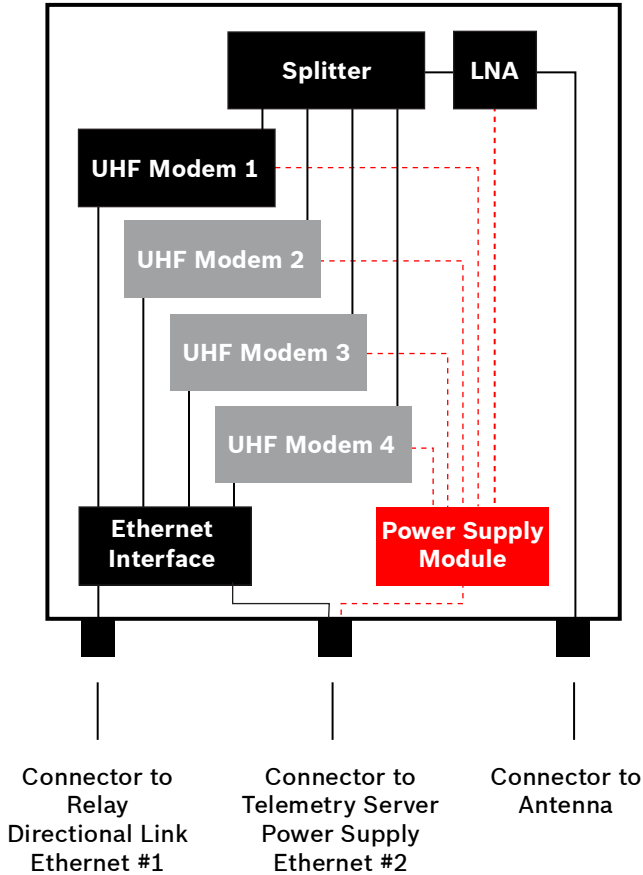 Splitter
LNA
UHF Modem 1
UHF Modem 2
UHF Modem 3
UHF Modem 4
Ethernet
Interface
Power Supply
Module
Connector to
Relay
Directional Link
Ethernet #1
Connector to
Telemetry Server
Power Supply
Ethernet #2
Connector to
Antenna